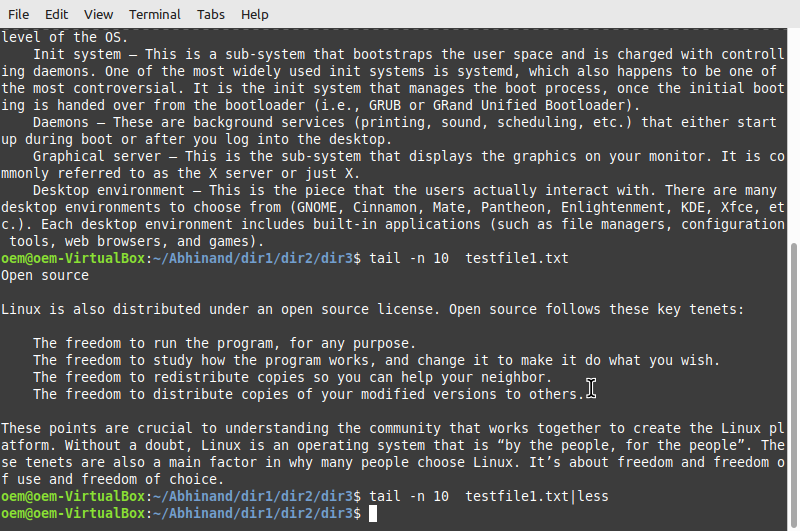 File Edit View Terminal Tabs Help
level of the OS.
    Init system – This is a sub-system that bootstraps the user space and is charged with controll
ing daemons. One of the most widely used init systems is systemd, which also happens to be one of
the most controversial. It is the init system that manages the boot process, once the initial boot
ing is handed over from the bootloader (i.e., GRUB or GRand Unified Bootloader).
    Daemons – These are background services (printing, sound, scheduling, etc.) that either start
up during boot or after you log into the desktop.
    Graphical server – This is the sub-system that displays the graphics on your monitor. It is co
mmonly referred to as the X server or just X.
    Desktop environment – This is the piece that the users actually interact with. There are many
desktop environments to choose from (GNOME, Cinnamon, Mate, Pantheon, Enlightenment, KDE, Xfce, et
c.). Each desktop environment includes built-in applications (such as file managers, configuration
 tools, web browsers, and games).
oem@oem-VirtualBox:~/Abhinand/dir1/dir2/dir3$ tail -n 10  testfile1.txt
Open source

Linux is also distributed under an open source license. Open source follows these key tenets:

    The freedom to run the program, for any purpose.
    The freedom to study how the program works, and change it to make it do what you wish.
    The freedom to redistribute copies so you can help your neighbor.
    The freedom to distribute copies of your modified versions to others.

These points are crucial to understanding the community that works together to create the Linux pl
atform. Without a doubt, Linux is an operating system that is “by the people, for the people”. The
se tenets are also a main factor in why many people choose Linux. It’s about freedom and freedom o
f use and freedom of choice.
oem@oem-VirtualBox:~/Abhinand/dir1/dir2/dir3$ tail -n 10  testfile1.txt|less
oem@oem-VirtualBox:~/Abhinand/dir1/dir2/dir3$